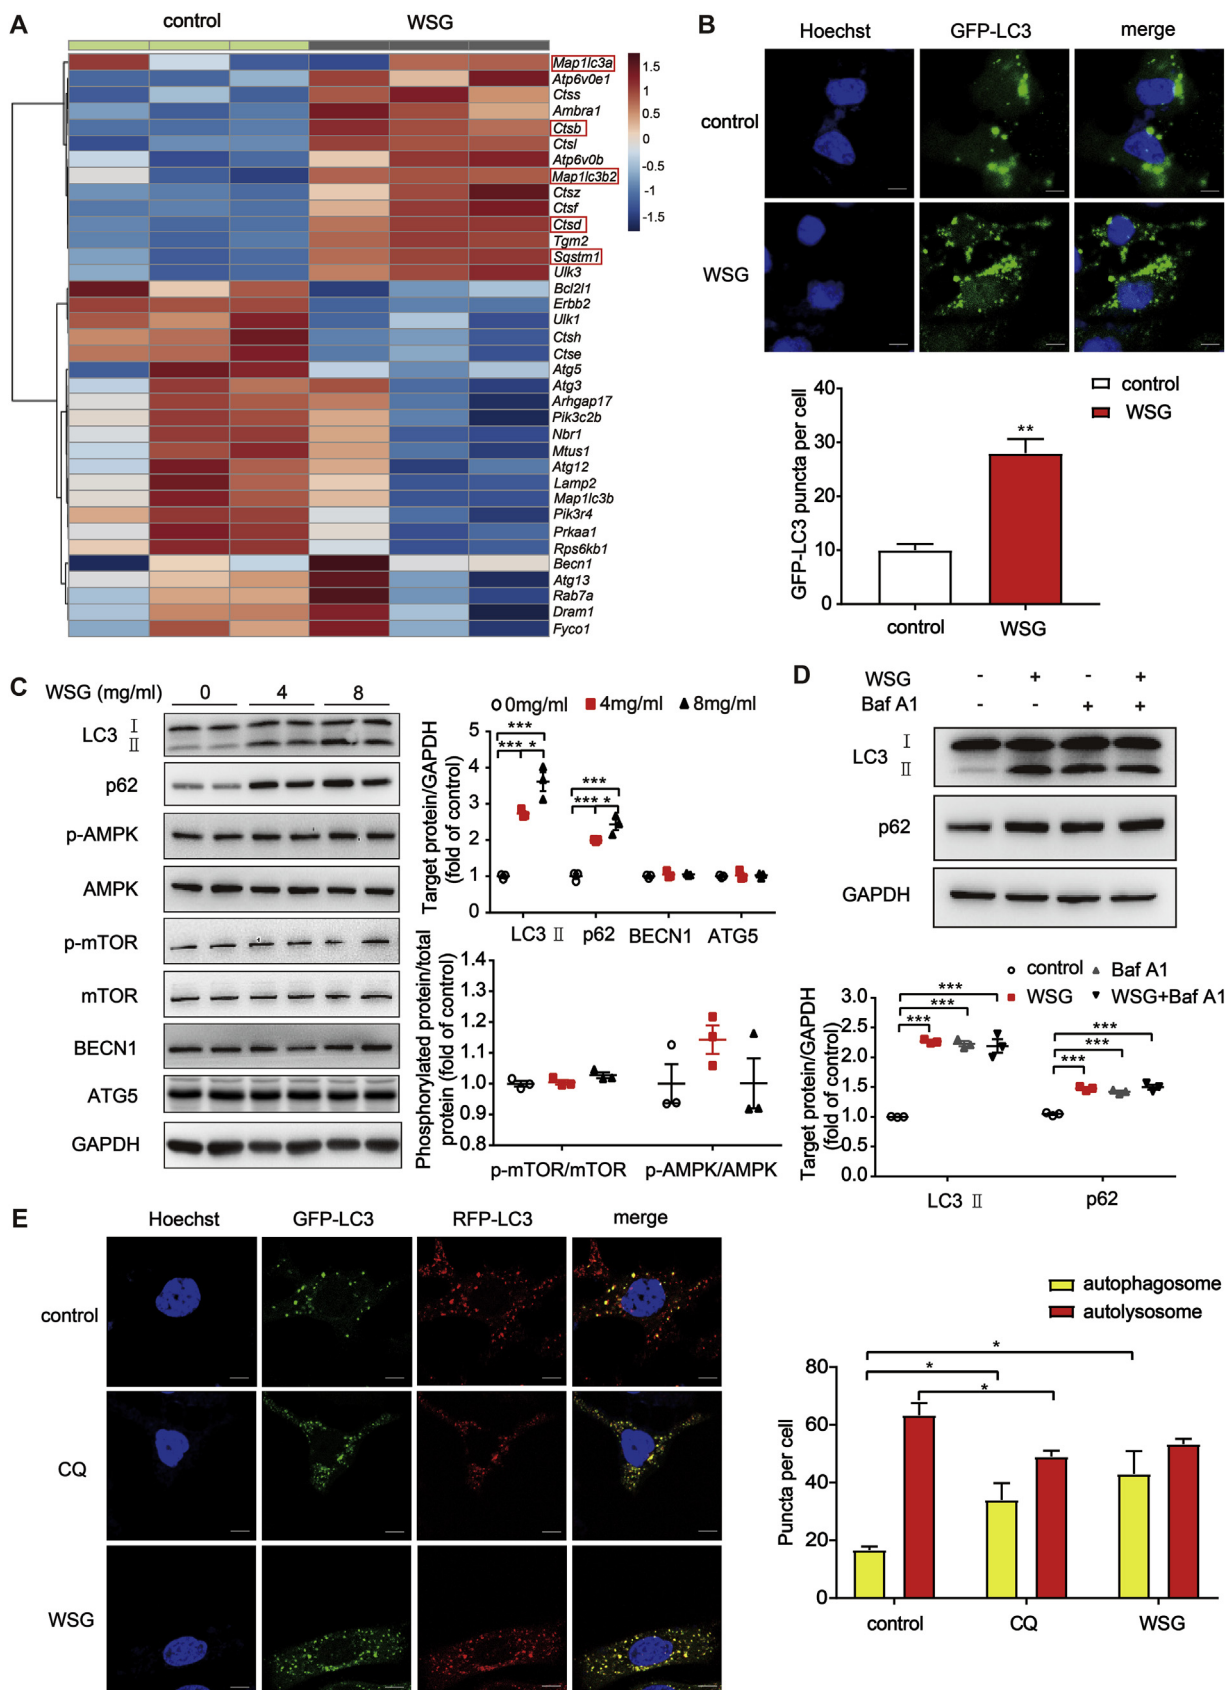 A
control WSG
Map1lc3a
Atp6v0e1
Ctss
Ambra1
Ctsb
Ctsl
Atp6v0b
Map1lc3b2
Ctsz
Ctsf
Ctsd
Tgm2
Sqstm1
Ulk3
Bcl2l1
Erbb2
Ulk1
Ctsh
Ctse
Atg5
Atg3
Arhgap17
Pik3c2b
Nbr1
Mtus1
Atg12
Lamp2
Map1lc3b
Pik3r4
Prkaa1
Rps6kb1
Becn1
Atg13
Rab7a
Dram1
Fyco1
1.5
1
0.5
0
-0.5
-1
-1.5
B
Hoechst GFP-LC3 merge
control
WSG
control
WSG
GFP-LC3 puncta per cell
40
30
20
10
0
**
control WSG
C
WSG (mg/ml) 0 4 8
LC3 I
II
p62
p-AMPK
AMPK
p-mTOR
mTOR
BECN1
ATG5
GAPDH
0mg/ml 4mg/ml 8mg/ml
Target protein/GAPDH
(fold of control)
5
4
3
2
1
0
***
*** *
***
*** *
LC3 II p62 BECN1 ATG5
Phosphorylated protein/total
protein (fold of control)
1.4
1.2
1.0
0.9
0.8
p-mTOR/mTOR p-AMPK/AMPK
D
WSG - + - +
Baf A1 - - + +
LC3 I
II
p62
GAPDH
control Baf A1
WSG WSG+Baf A1
Target protein/GAPDH
(fold of control)
3.0
2.5
2.0
1.5
1.0
0.5
0.0
***
***
***
***
***
***
LC3 II p62
E
Hoechst GFP-LC3 RFP-LC3 merge
control
CQ
WSG
autophagosome
autolysosome
Puncta per cell
80
60
40
20
0
*
*
*
control CQ WSG